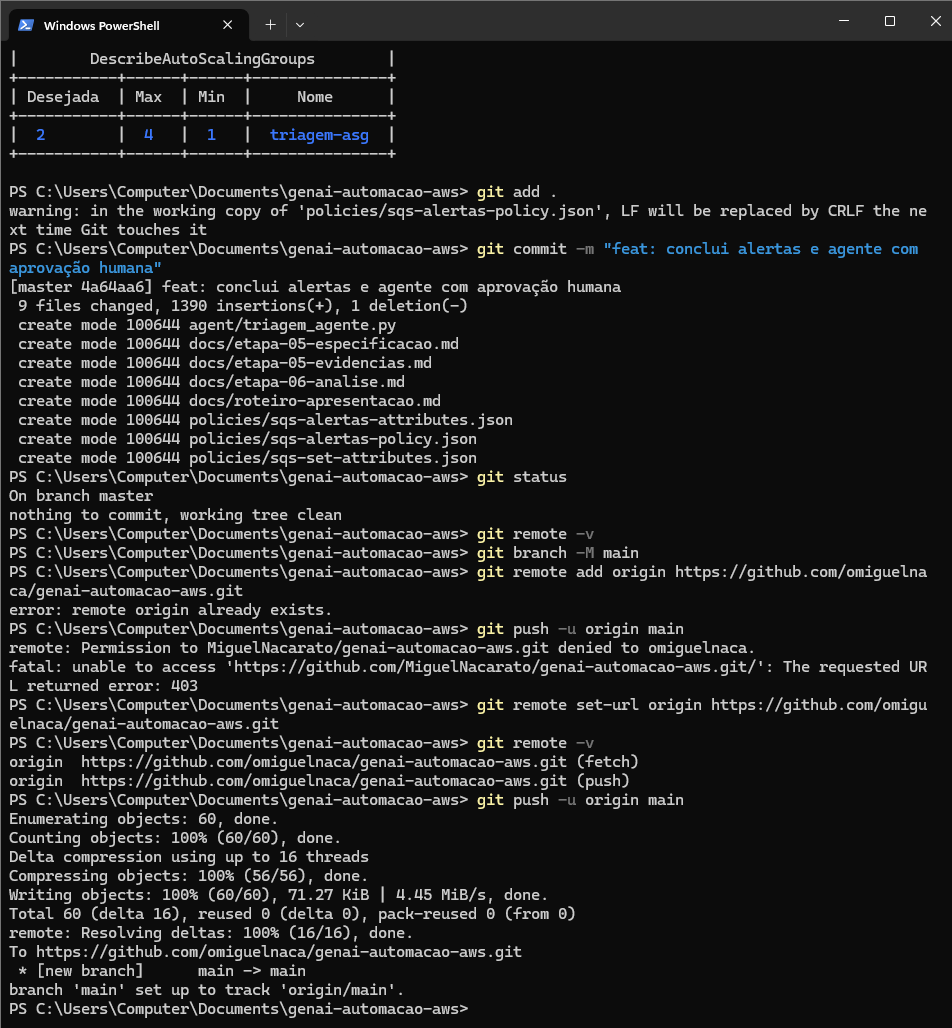 Windows PowerShell
|        DescribeAutoScalingGroups        |
+-----------+------+------+---------------+
| Desejada  | Max  | Min  |     Nome      |
+-----------+------+------+---------------+
|  2        |  4   |  1   |  triagem-asg  |
+-----------+------+------+---------------+
PS C:\Users\Computer\Documents\genai-automacao-aws> git add .
warning: in the working copy of 'policies/sqs-alertas-policy.json', LF will be replaced by CRLF the ne
xt time Git touches it
PS C:\Users\Computer\Documents\genai-automacao-aws> git commit -m "feat: conclui alertas e agente com
aprovação humana"
[master 4a64aa6] feat: conclui alertas e agente com aprovação humana
 9 files changed, 1390 insertions(+), 1 deletion(-)
 create mode 100644 agent/triagem_agente.py
 create mode 100644 docs/etapa-05-especificacao.md
 create mode 100644 docs/etapa-05-evidencias.md
 create mode 100644 docs/etapa-06-analise.md
 create mode 100644 docs/roteiro-apresentacao.md
 create mode 100644 policies/sqs-alertas-attributes.json
 create mode 100644 policies/sqs-alertas-policy.json
 create mode 100644 policies/sqs-set-attributes.json
PS C:\Users\Computer\Documents\genai-automacao-aws> git status
On branch master
nothing to commit, working tree clean
PS C:\Users\Computer\Documents\genai-automacao-aws> git remote -v
PS C:\Users\Computer\Documents\genai-automacao-aws> git branch -M main
PS C:\Users\Computer\Documents\genai-automacao-aws> git remote add origin https://github.com/omiguelna
ca/genai-automacao-aws.git
error: remote origin already exists.
PS C:\Users\Computer\Documents\genai-automacao-aws> git push -u origin main
remote: Permission to MiguelNacarato/genai-automacao-aws.git denied to omiguelnaca.
fatal: unable to access 'https://github.com/MiguelNacarato/genai-automacao-aws.git/': The requested UR
L returned error: 403
PS C:\Users\Computer\Documents\genai-automacao-aws> git remote set-url origin https://github.com/omigu
elnaca/genai-automacao-aws.git
PS C:\Users\Computer\Documents\genai-automacao-aws> git remote -v
origin  https://github.com/omiguelnaca/genai-automacao-aws.git (fetch)
origin  https://github.com/omiguelnaca/genai-automacao-aws.git (push)
PS C:\Users\Computer\Documents\genai-automacao-aws> git push -u origin main
Enumerating objects: 60, done.
Counting objects: 100% (60/60), done.
Delta compression using up to 16 threads
Compressing objects: 100% (56/56), done.
Writing objects: 100% (60/60), 71.27 KiB | 4.45 MiB/s, done.
Total 60 (delta 16), reused 0 (delta 0), pack-reused 0 (from 0)
remote: Resolving deltas: 100% (16/16), done.
To https://github.com/omiguelnaca/genai-automacao-aws.git
 * [new branch]      main -> main
branch 'main' set up to track 'origin/main'.
PS C:\Users\Computer\Documents\genai-automacao-aws>